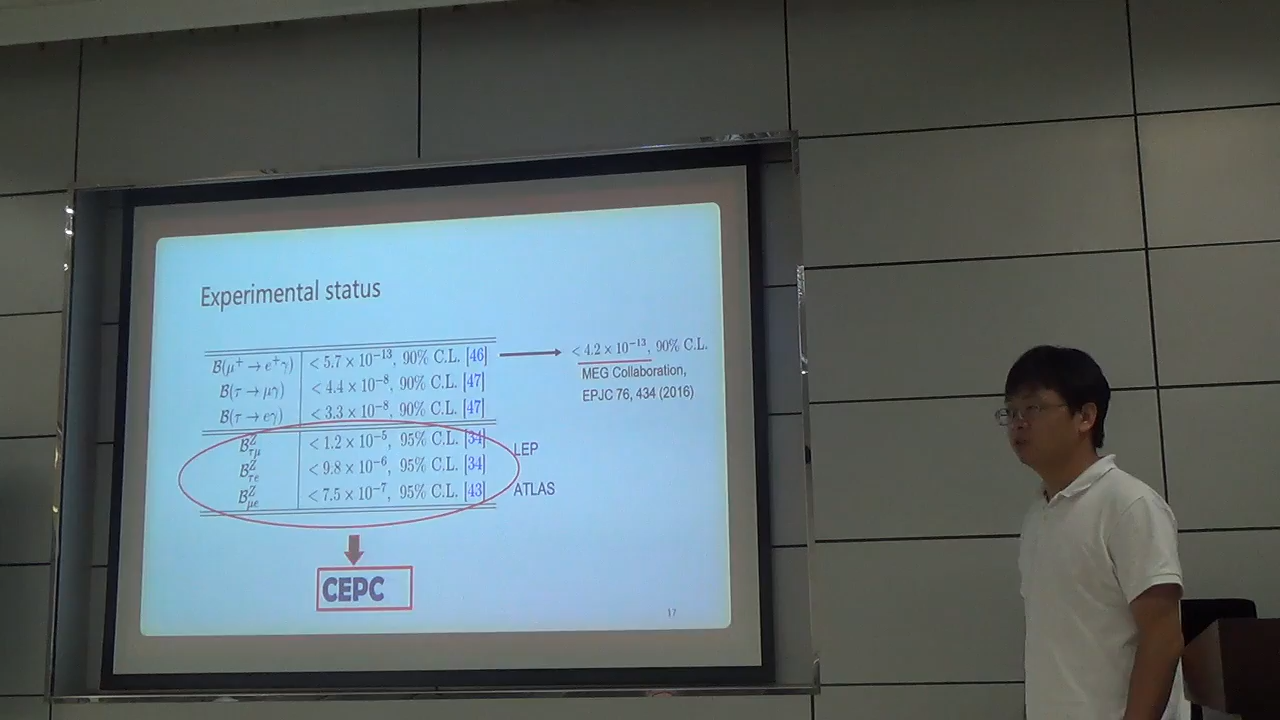 Experimental status
B(μ⁺ → e⁺γ) < 5.7 × 10⁻¹³, 90% C.L. [46]
< 4.2 × 10⁻¹³, 90% C.L.
B(τ → μγ) < 4.4 × 10⁻⁸, 90% C.L. [47]
MEG Collaboration,
B(τ → eγ) < 3.3 × 10⁻⁸, 90% C.L. [47]
EPJC 76, 434 (2016)
B^Z_τμ < 1.2 × 10⁻⁵, 95% C.L. [34]
LEP
B^Z_τe < 9.8 × 10⁻⁶, 95% C.L. [34]
B^Z_μe < 7.5 × 10⁻⁷, 95% C.L. [43]
ATLAS
CEPC
17